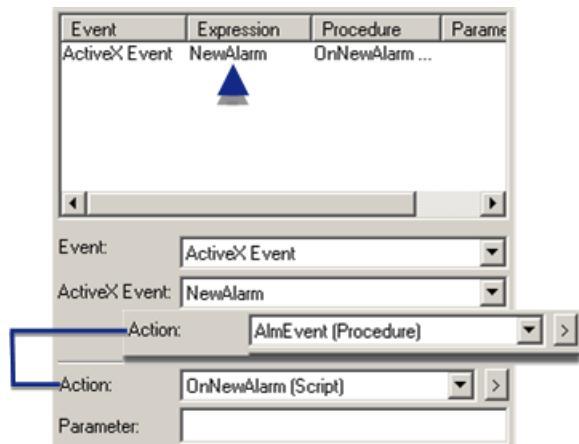 Event Expression Procedure Parame
ActiveX Event NewAlarm OnNewAlarm ...
Event: ActiveX Event
ActiveX Event: NewAlarm
Action: AlmEvent (Procedure) >
Action: OnNewAlarm (Script) >
Parameter: